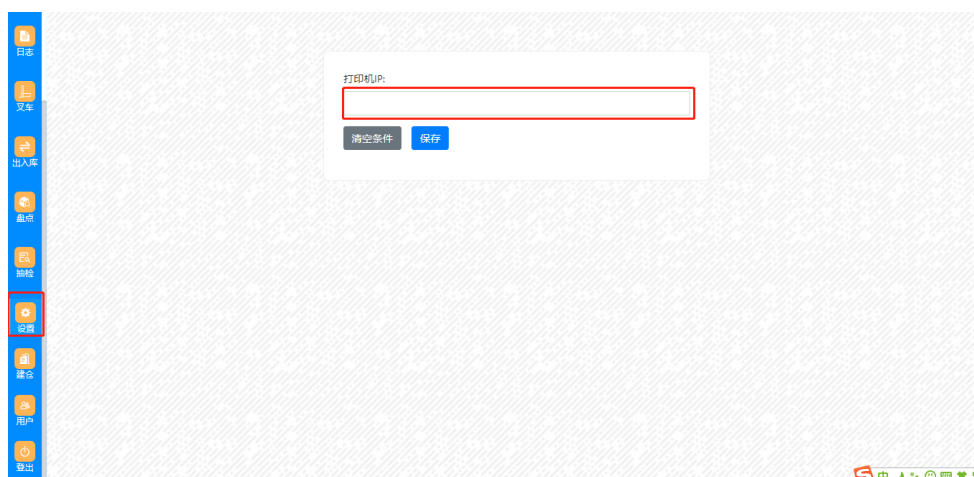 日志
叉车
出入库
盘点
抽检
设置
建仓
用户
登出
打印机IP:
清空条件
保存
中